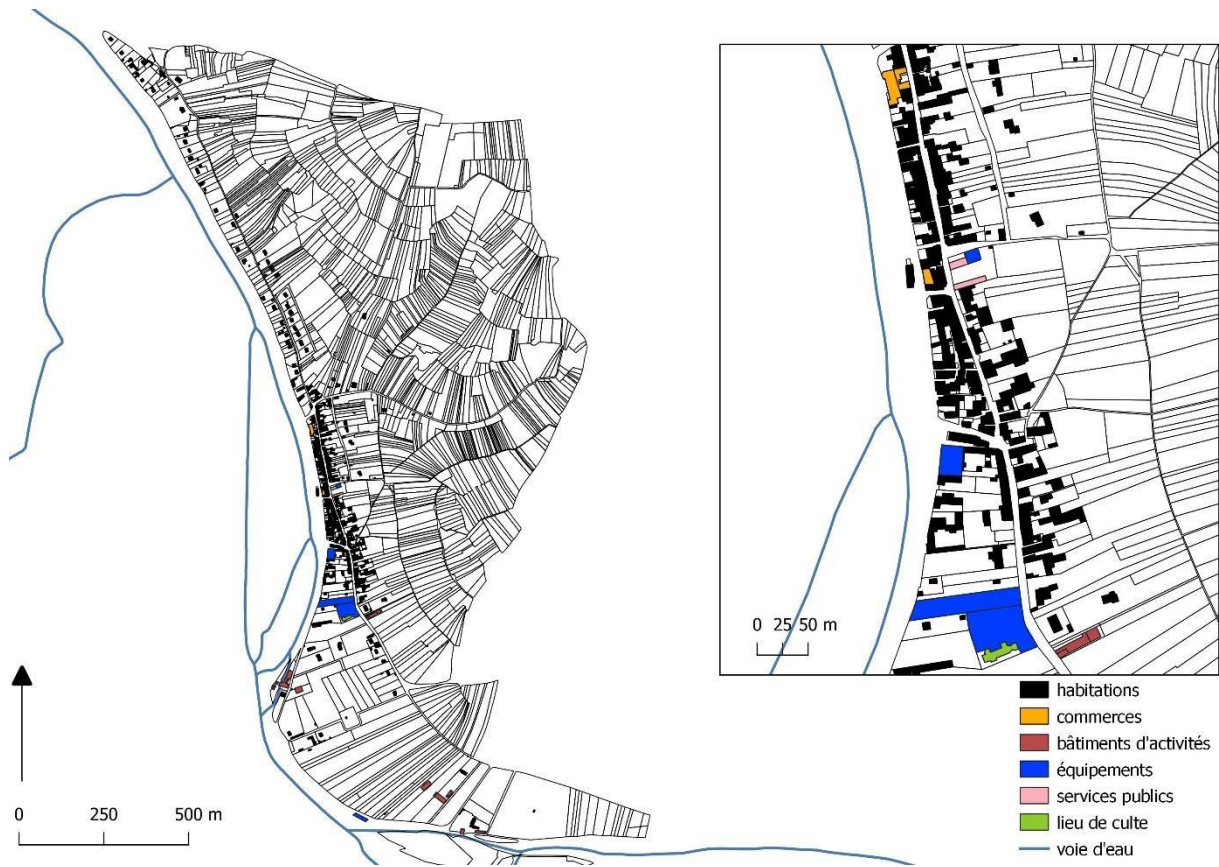 0 25 50 m
habitations
commerces
bâtiments d'activités
équipements
services publics
lieu de culte
voie d'eau
0 250 500 m